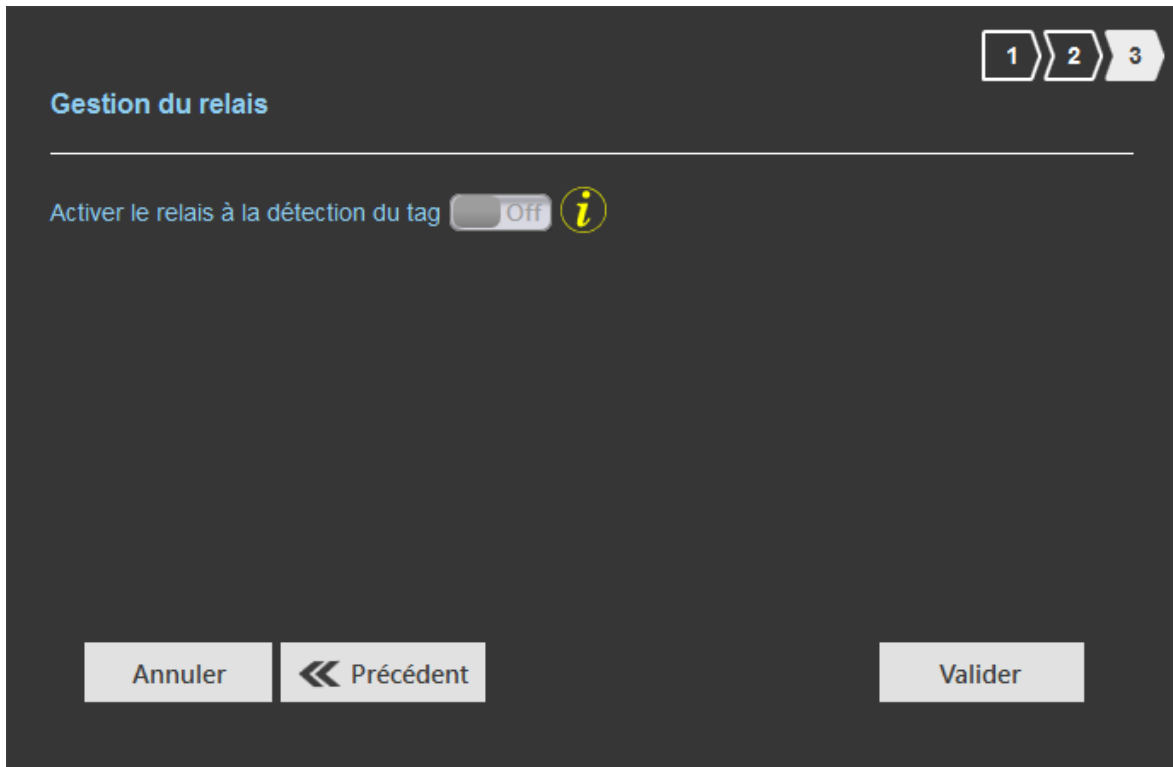 1 2 3
Gestion du relais
Activer le relais à la détection du tag Off i
Annuler Précédent Valider